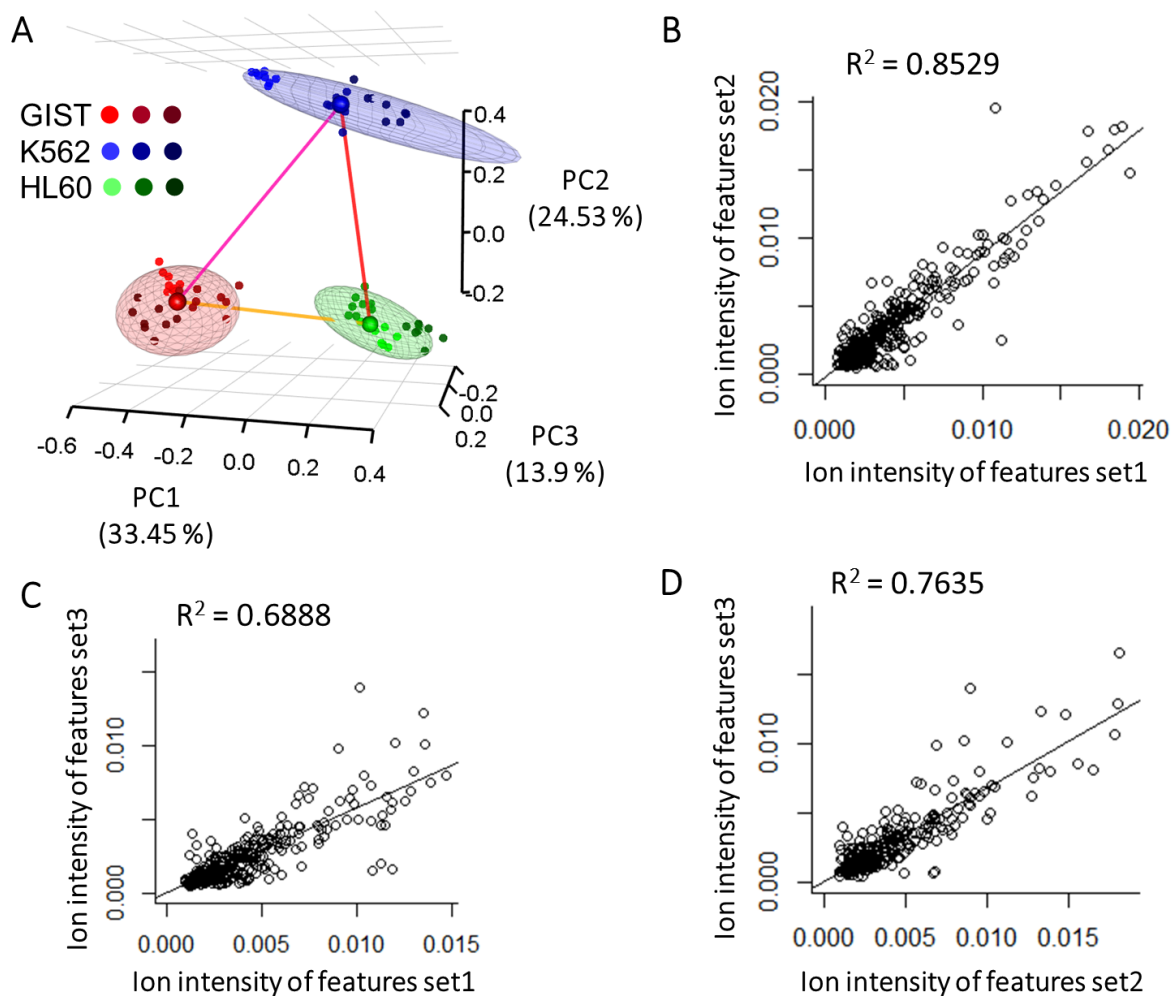 A
GIST
K562
HL60
0.4
0.2
0.0
-0.2
PC2
(24.53 %)
-0.2
0.0
0.2
PC3
(13.9 %)
-0.6
-0.4
-0.2
0.0
0.2
0.4
PC1
(33.45 %)
B
R² = 0.8529
Ion intensity of features set2
0.020
0.010
0.000
0.000
0.010
0.020
Ion intensity of features set1
C
R² = 0.6888
Ion intensity of features set3
0.010
0.000
0.000
0.005
0.010
0.015
Ion intensity of features set1
D
R² = 0.7635
Ion intensity of features set3
0.010
0.000
0.000
0.005
0.010
0.015
Ion intensity of features set2